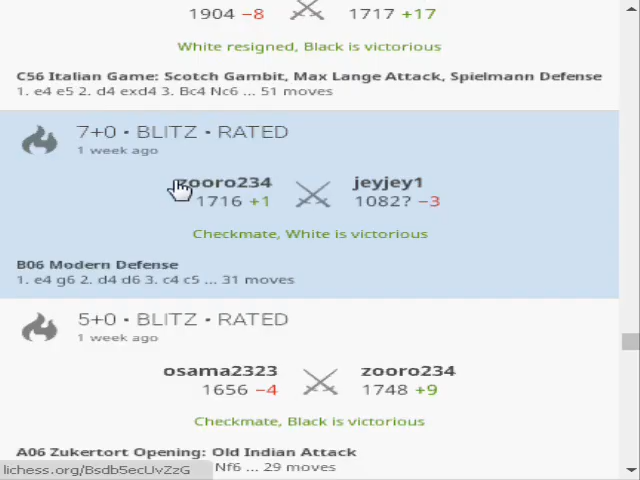 1904 −8 1717 +17
White resigned, Black is victorious
C56 Italian Game: Scotch Gambit, Max Lange Attack, Spielmann Defense
1. e4 e5 2. d4 exd4 3. Bc4 Nc6 ... 51 moves
7+0 • BLITZ • RATED
1 week ago
zooro234 jeyjey1
1716 +1 1082? −3
Checkmate, White is victorious
B06 Modern Defense
1. e4 g6 2. d4 d6 3. c4 c5 ... 31 moves
5+0 • BLITZ • RATED
1 week ago
osama2323 zooro234
1656 −4 1748 +9
Checkmate, Black is victorious
A06 Zukertort Opening: Old Indian Attack
lichess.org/Bsdb5ecUvZzG Nf6 ... 29 moves